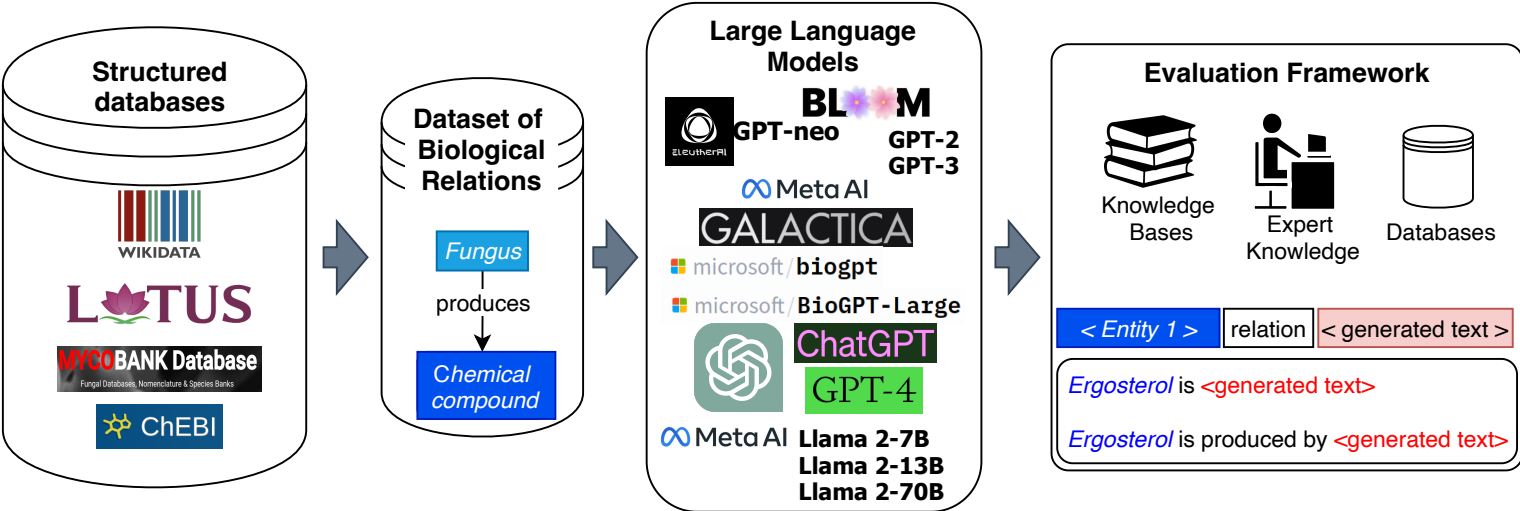 Structured
databases
WIKIDATA
LOTUS
MYCOBANK Database
Fungal Databases, Nomenclature & Species Banks
ChEBI
Dataset of
Biological
Relations
Fungus
produces
Chemical
compound
Large Language
Models
EleutherAI
GPT-neo
BLOOM
GPT-2
GPT-3
Meta AI
GALACTICA
microsoft/biogpt
microsoft/BioGPT-Large
ChatGPT
GPT-4
Meta AI
Llama 2-7B
Llama 2-13B
Llama 2-70B
Evaluation Framework
Knowledge
Bases
Expert
Knowledge
Databases
< Entity 1 > relation < generated text >
Ergosterol is <generated text>
Ergosterol is produced by <generated text>